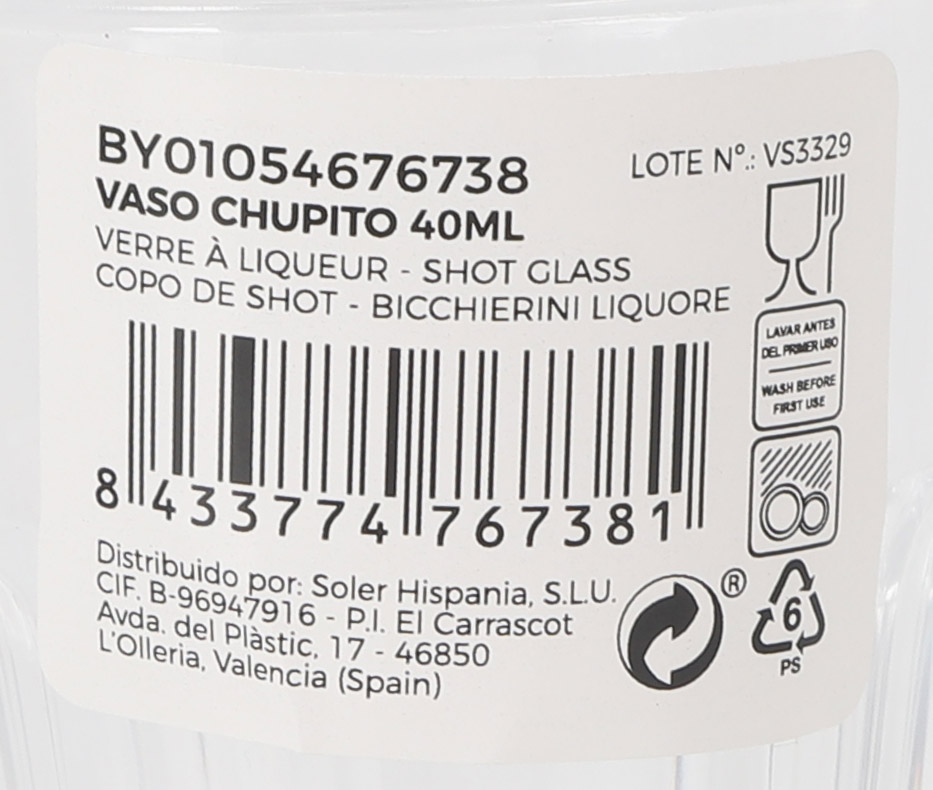 BY01054676738
LOTE Nº.: VS3329
VASO CHUPITO 40ML
VERRE À LIQUEUR - SHOT GLASS
COPO DE SHOT - BICCHIERINI LIQUORE
LAVAR ANTES
DEL PRIMER USO
WASH BEFORE
FIRST USE
8 433774 767381
Distribuido por: Soler Hispania, S.L.U.
CIF. B-96947916 - P.I. El Carrascot
Avda. del Plàstic, 17 - 46850
L'Olleria, Valencia (Spain)
®
6
PS